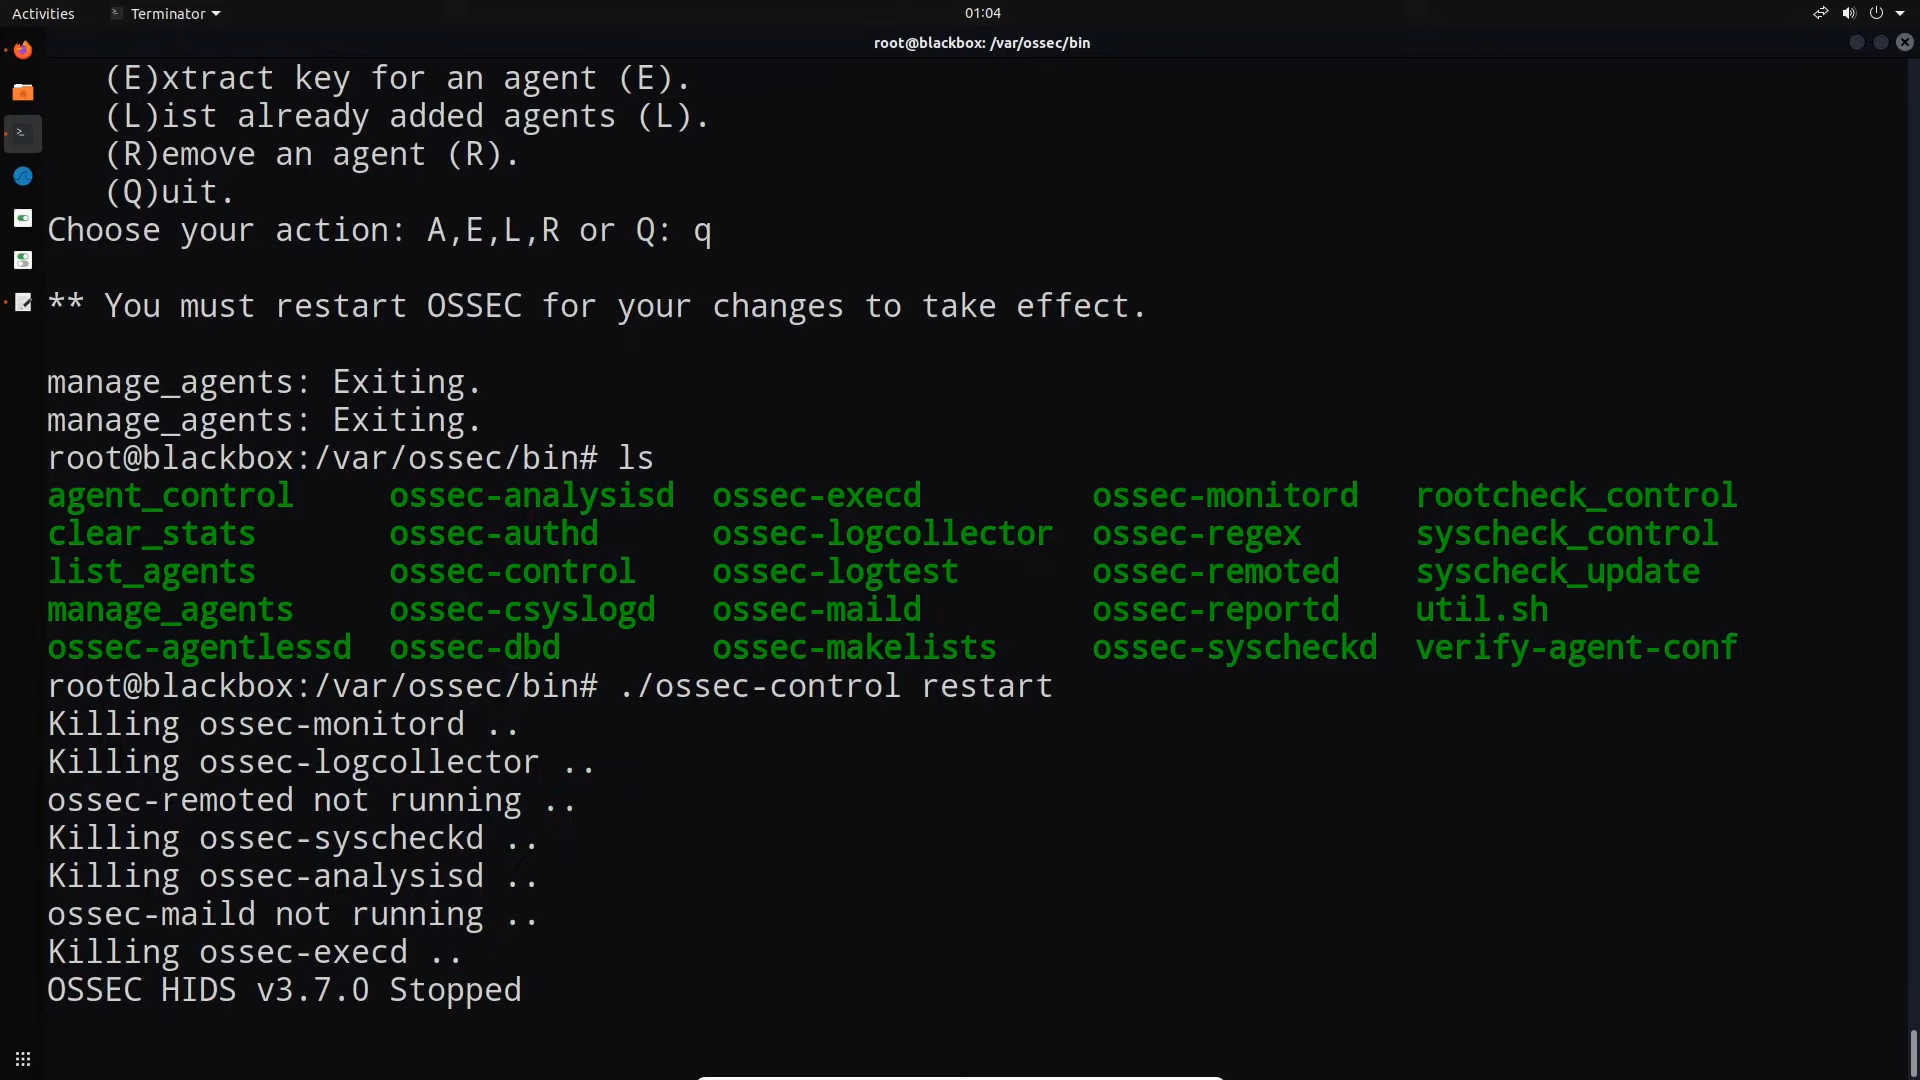 Activities
Terminator
01:04
root@blackbox: /var/ossec/bin
(E)xtract key for an agent (E).
(L)ist already added agents (L).
(R)emove an agent (R).
(Q)uit.
Choose your action: A,E,L,R or Q: q
** You must restart OSSEC for your changes to take effect.
manage_agents: Exiting.
manage_agents: Exiting.
root@blackbox:/var/ossec/bin# ls
agent_control ossec-analysisd ossec-execd ossec-monitord rootcheck_control
clear_stats ossec-authd ossec-logcollector ossec-regex syscheck_control
list_agents ossec-control ossec-logtest ossec-remoted syscheck_update
manage_agents ossec-csyslogd ossec-maild ossec-reportd util.sh
ossec-agentlessd ossec-dbd ossec-makelists ossec-syscheckd verify-agent-conf
root@blackbox:/var/ossec/bin# ./ossec-control restart
Killing ossec-monitord ..
Killing ossec-logcollector ..
ossec-remoted not running ..
Killing ossec-syscheckd ..
Killing ossec-analysisd ..
ossec-maild not running ..
Killing ossec-execd ..
OSSEC HIDS v3.7.0 Stopped